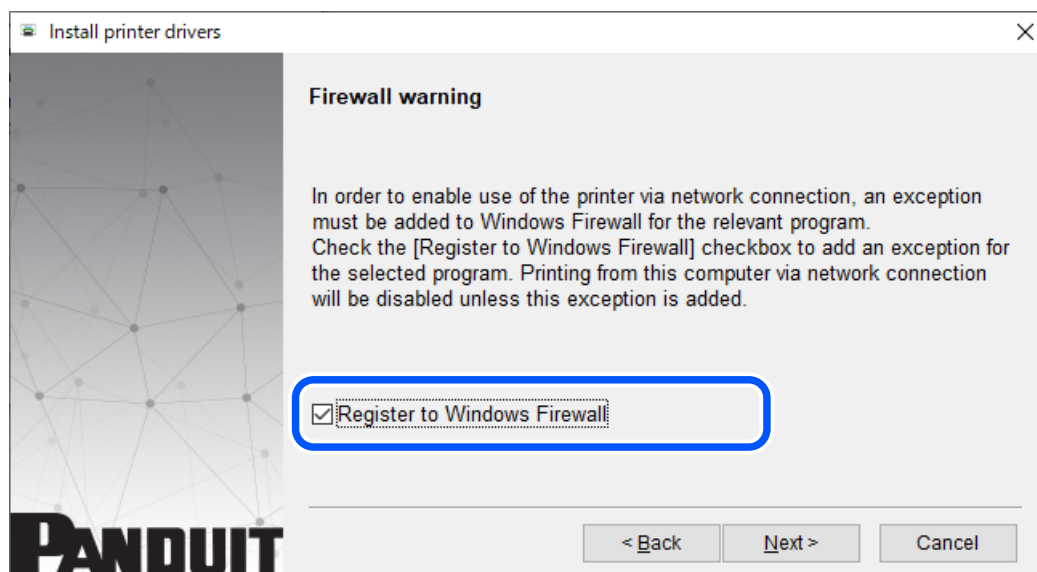 Install printer drivers
Firewall warning
In order to enable use of the printer via network connection, an exception
must be added to Windows Firewall for the relevant program.
Check the [Register to Windows Firewall] checkbox to add an exception for
the selected program. Printing from this computer via network connection
will be disabled unless this exception is added.
Register to Windows Firewall
PANDUIT
< Back Next > Cancel